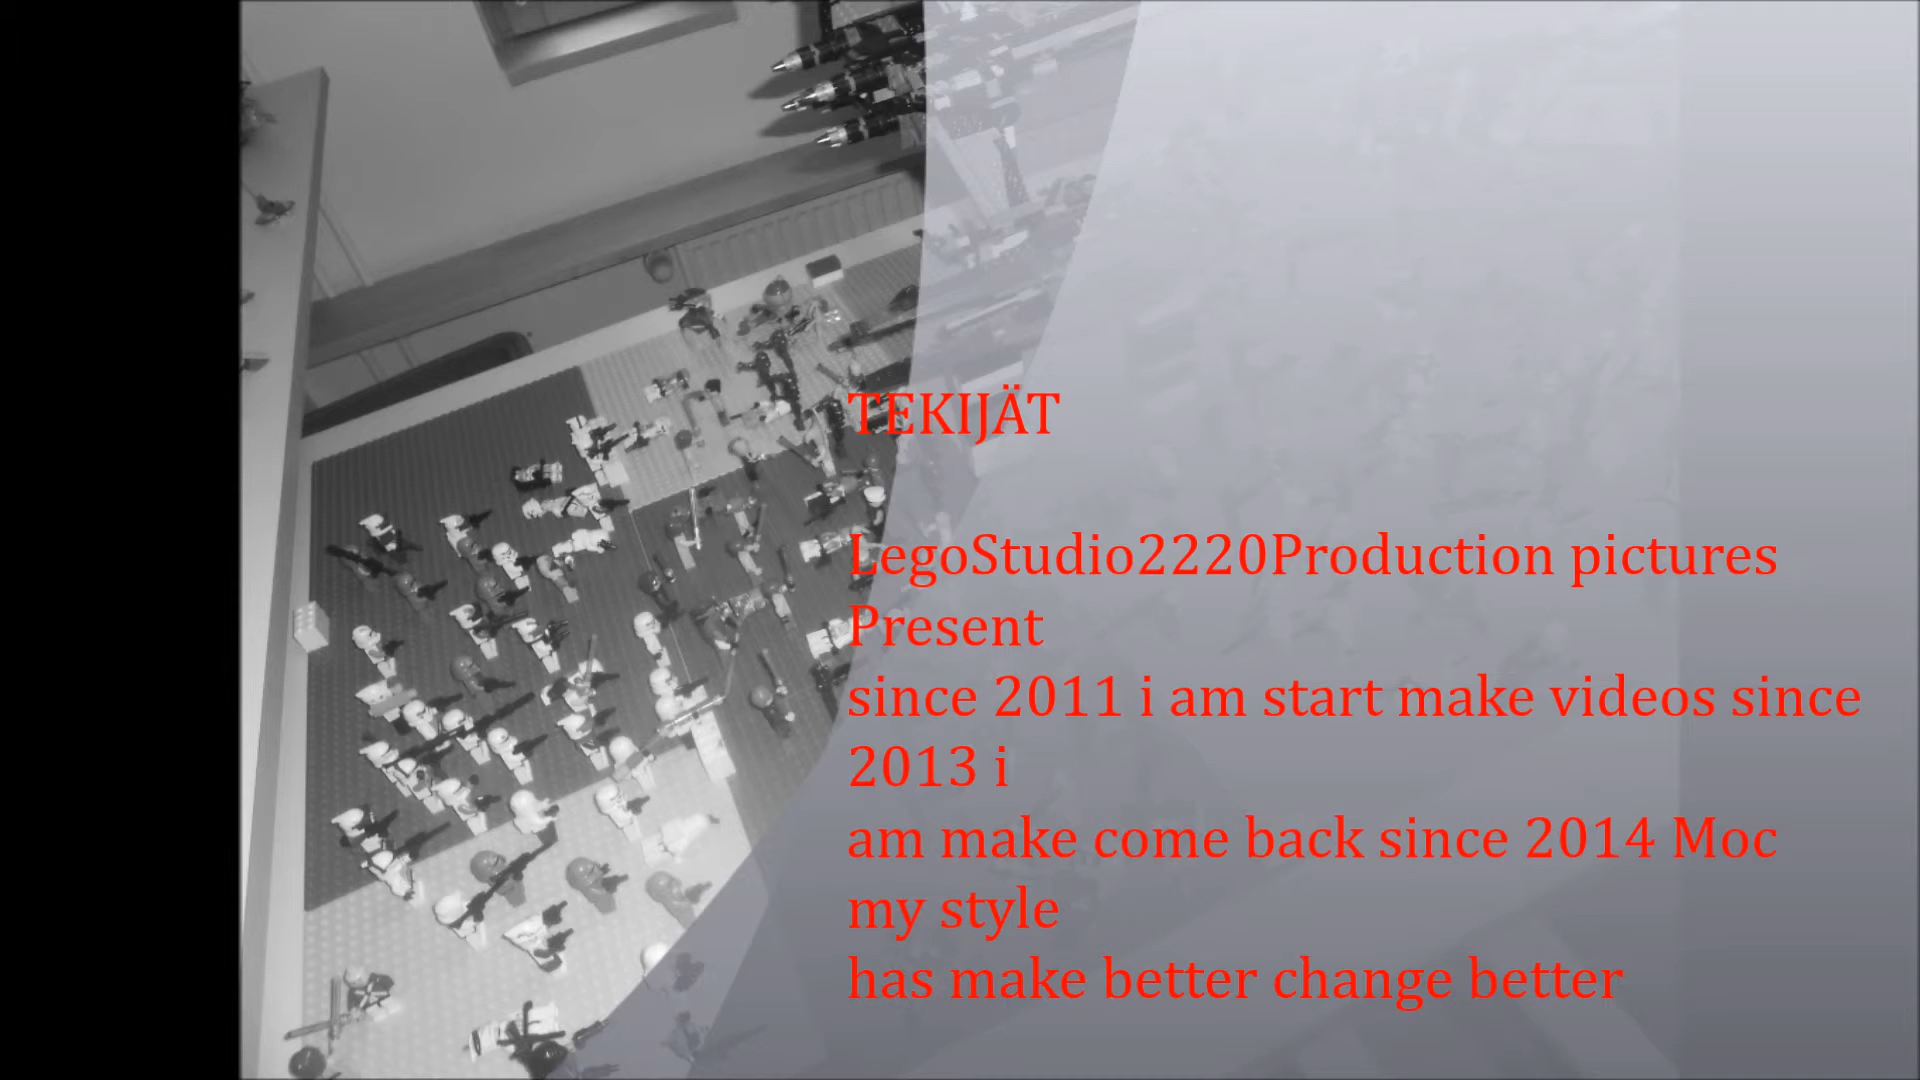 TEKIJÄT
LegoStudio2220Production pictures
Present
since 2011 i am start make videos since
2013 i
am make come back since 2014 Moc
my style
has make better change better